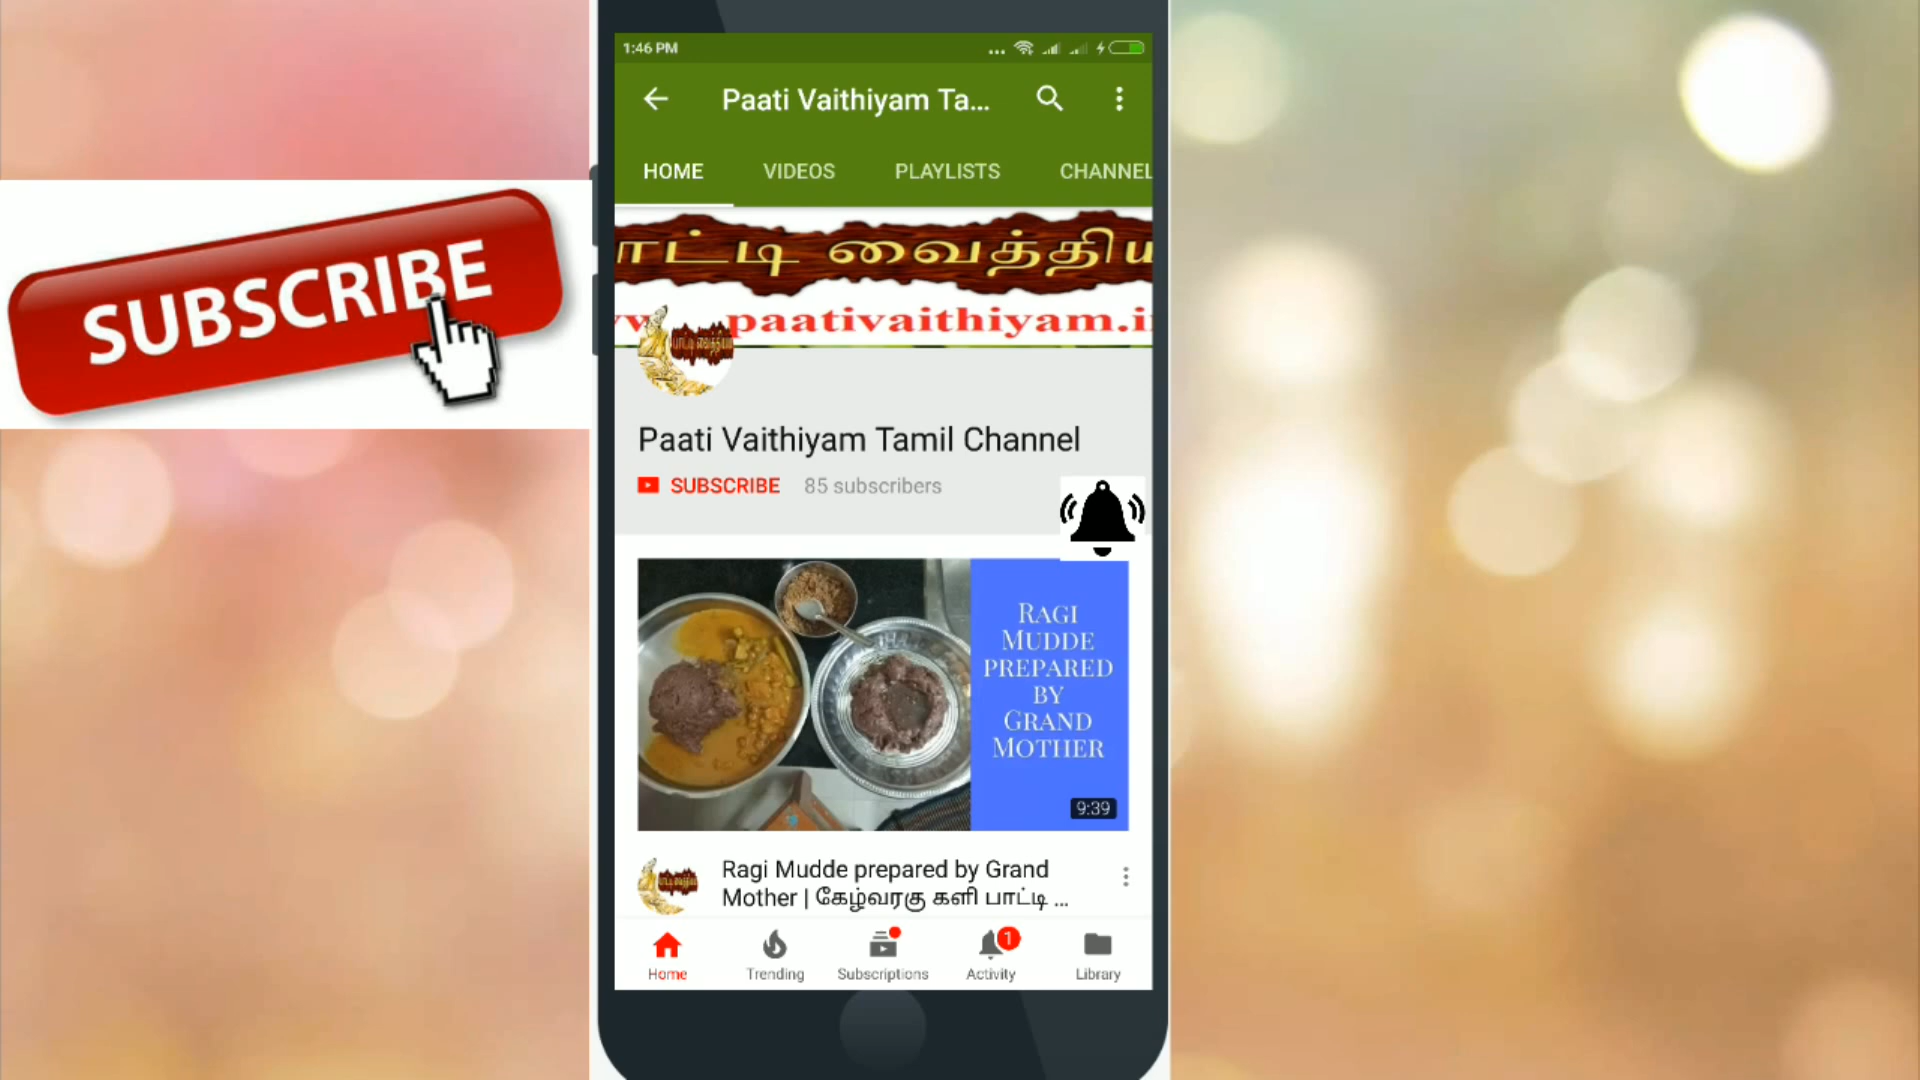 1:46 PM
Paati Vaithiyam Ta...
HOME VIDEOS PLAYLISTS CHANNEL
SUBSCRIBE
பாட்டி வைத்திய
www.paativaithiyam.in
பாட்டி வைத்திய
Paati Vaithiyam Tamil Channel
SUBSCRIBE 85 subscribers
RAGI
MUDDE
PREPARED
BY
GRAND
MOTHER
9:39
Ragi Mudde prepared by Grand
Mother | கேழ்வரகு களி பாட்டி ...
1
Home Trending Subscriptions Activity Library